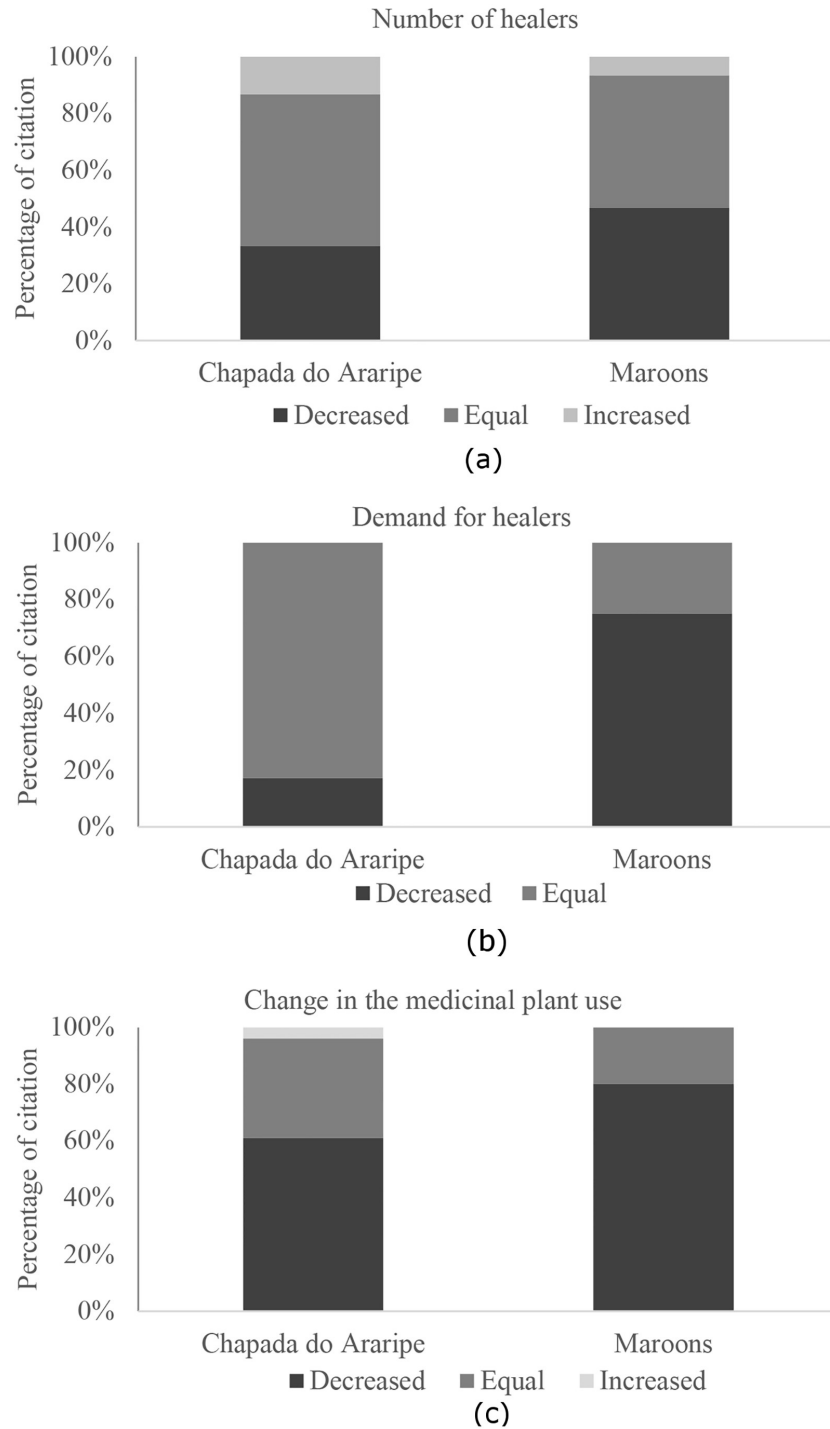 Number of healers
100%
80%
60%
40%
20%
0%
Percentage of citation
Chapada do Araripe Maroons
Decreased Equal Increased
(a)
Demand for healers
100%
80%
60%
40%
20%
0%
Percentage of citation
Chapada do Araripe Maroons
Decreased Equal
(b)
Change in the medicinal plant use
100%
80%
60%
40%
20%
0%
Percentage of citation
Chapada do Araripe Maroons
Decreased Equal Increased
(c)